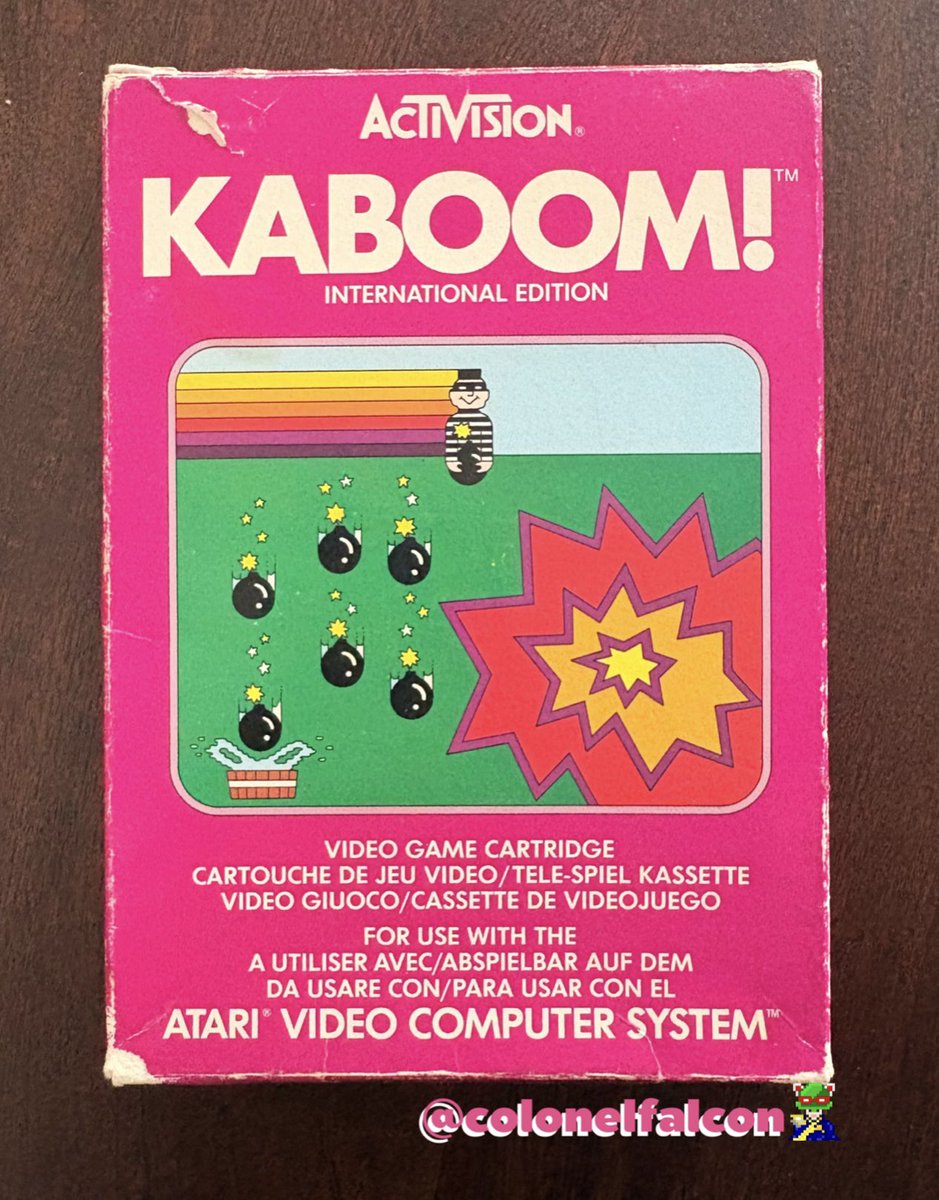 ACTIVISION®
KABOOM!™
INTERNATIONAL EDITION
VIDEO GAME CARTRIDGE
CARTOUCHE DE JEU VIDEO/TELE-SPIEL KASSETTE
VIDEO GIUOCO/CASSETTE DE VIDEOJUEGO
FOR USE WITH THE
A UTILISER AVEC/ABSPIELBAR AUF DEM
DA USARE CON/PARA USAR CON EL
ATARI® VIDEO COMPUTER SYSTEM™
@colonelfalcon